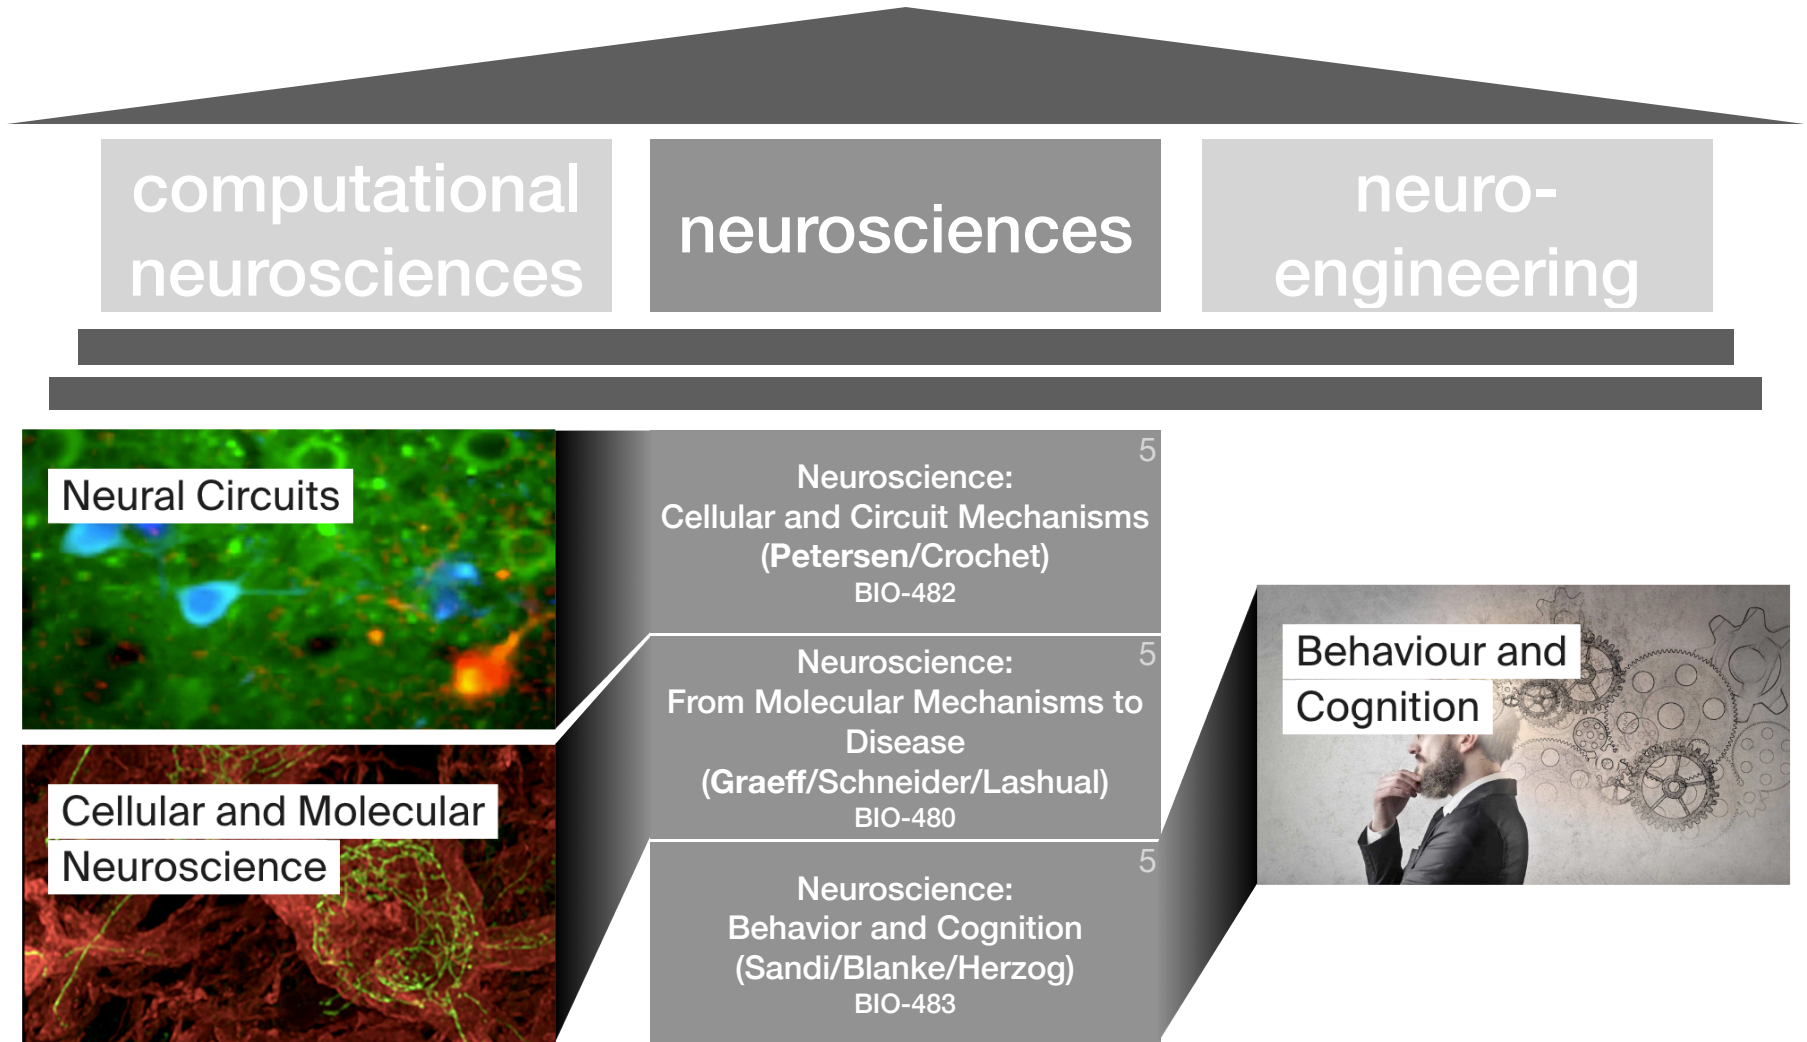 computational
neurosciences
neurosciences
neuro-
engineering
Neural Circuits
Cellular and Molecular
Neuroscience
5
Neuroscience:
Cellular and Circuit Mechanisms
(Petersen/Crochet)
BIO-482
5
Neuroscience:
From Molecular Mechanisms to
Disease
(Graeff/Schneider/Lashual)
BIO-480
5
Neuroscience:
Behavior and Cognition
(Sandi/Blanke/Herzog)
BIO-483
Behaviour and
Cognition